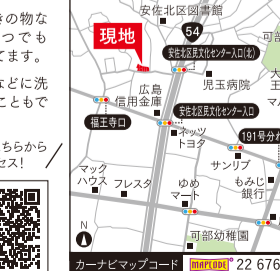 きの物な
つでも
てます。
などに洗
こともで
ちらから
セス！
安佐北区図書館
現地
54
安佐北区民文化センター入口(北)
児玉病院
広島
信用金庫
安佐北区民文化センター入口
福王寺口
ネッツ
トヨタ
191号分
サンリブ
マック
ハウス
フレスタ
ゆめ
マート
もみじ
銀行
N
可部幼稚園
カーナビマップコード
MAPCODE
22 676